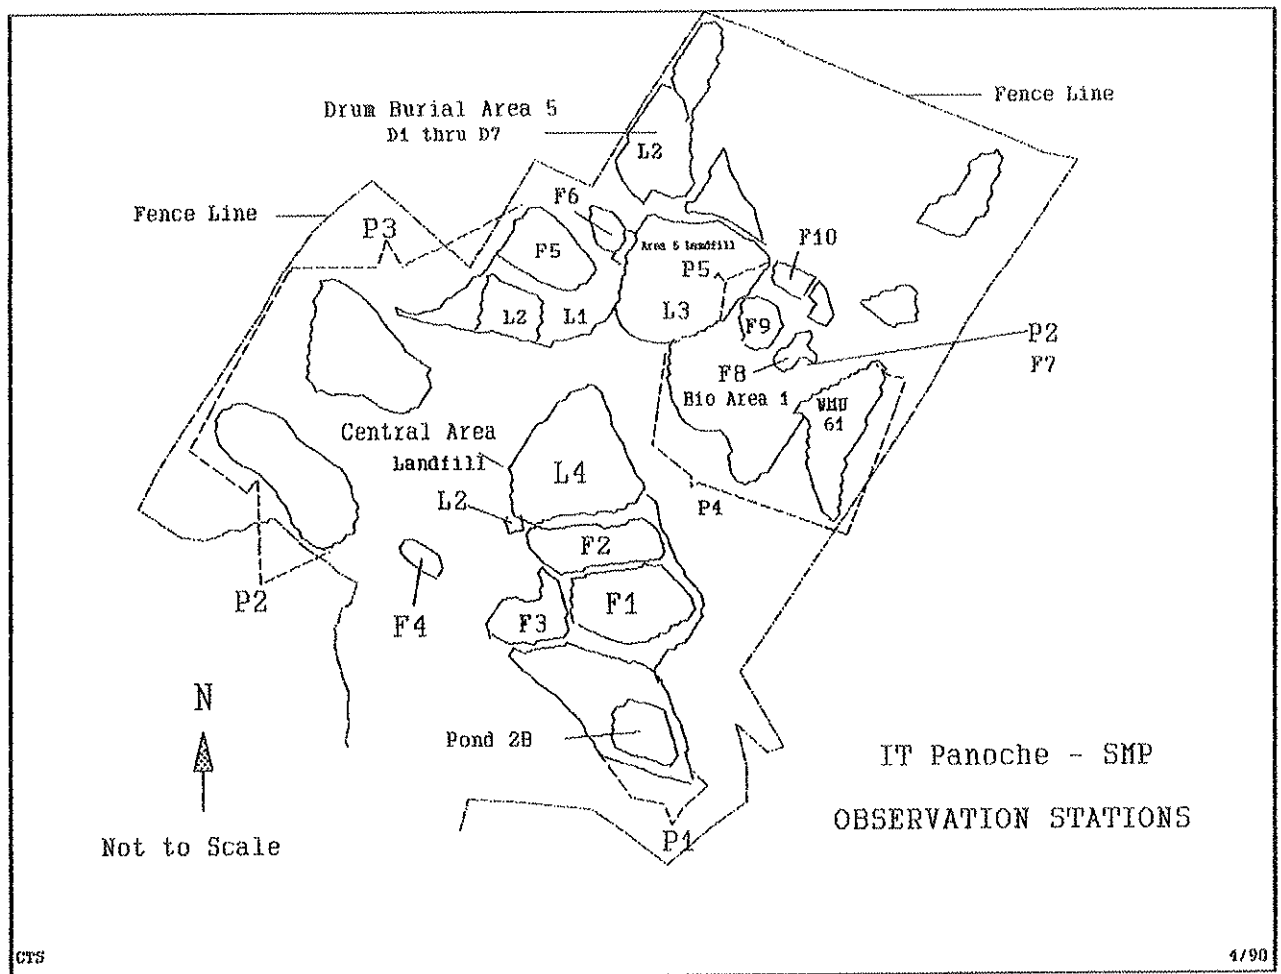 Fence Line
Drum Burial Area 5
D1 thru D7
L2
F6
Fence Line
P3
F5
Area 5 Landfill
F10
P5
L2
L1
L3
F9
P2
F7
F8
Bio Area 1
WMU
61
Central Area
Landfill
L4
L2
P4
F2
P2
F4
F3
F1
N
Pond 2B
IT Panoche - SMP
OBSERVATION STATIONS
Not to Scale
P1
CTS
4/90